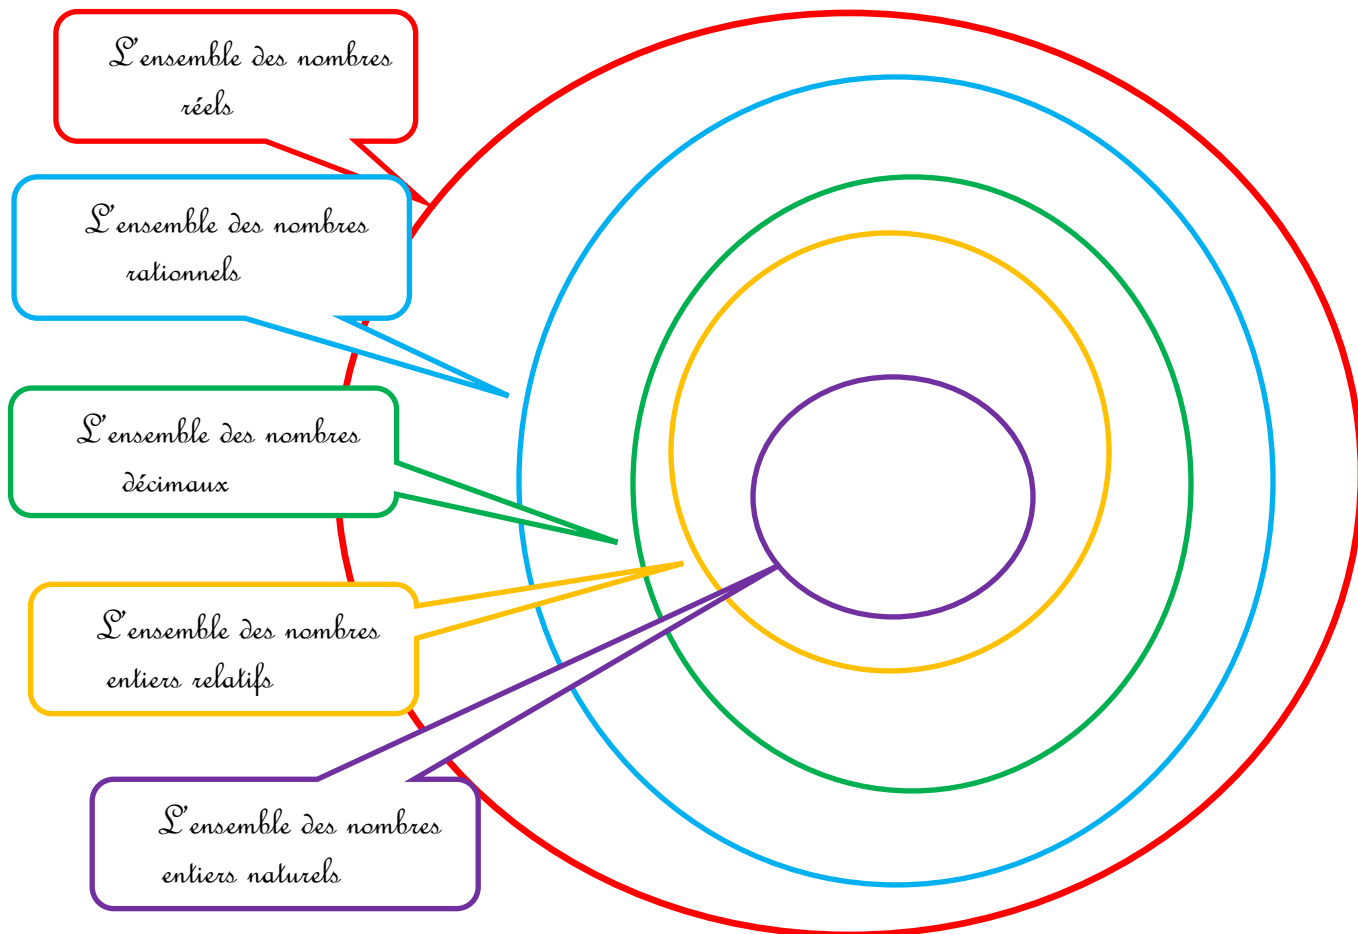 L'ensemble des nombres
réels
L'ensemble des nombres
rationnels
L'ensemble des nombres
décimaux
L'ensemble des nombres
entiers relatifs
L'ensemble des nombres
entiers naturels